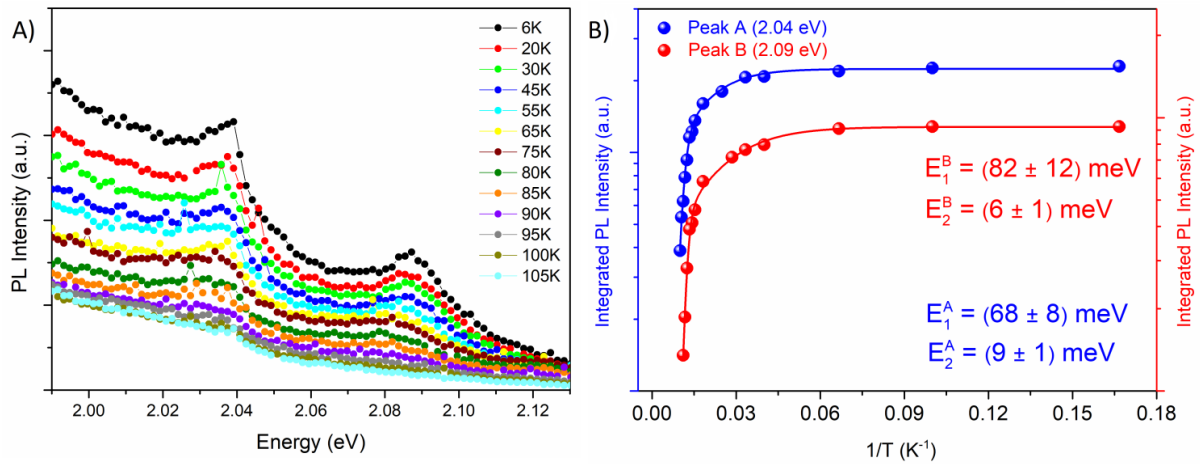 A)
PL Intensity (a.u.)
6K
20K
30K
45K
55K
65K
75K
80K
85K
90K
95K
100K
105K
2.00 2.02 2.04 2.06 2.08 2.10 2.12
Energy (eV)
B)
Integrated PL Intensity (a.u.)
Peak A (2.04 eV)
Peak B (2.09 eV)
E₁ᴮ = (82 ± 12) meV
E₂ᴮ = (6 ± 1) meV
E₁ᴬ = (68 ± 8) meV
E₂ᴬ = (9 ± 1) meV
Integrated PL Intensity (a.u.)
0.00 0.03 0.06 0.09 0.12 0.15 0.18
1/T (K⁻¹)